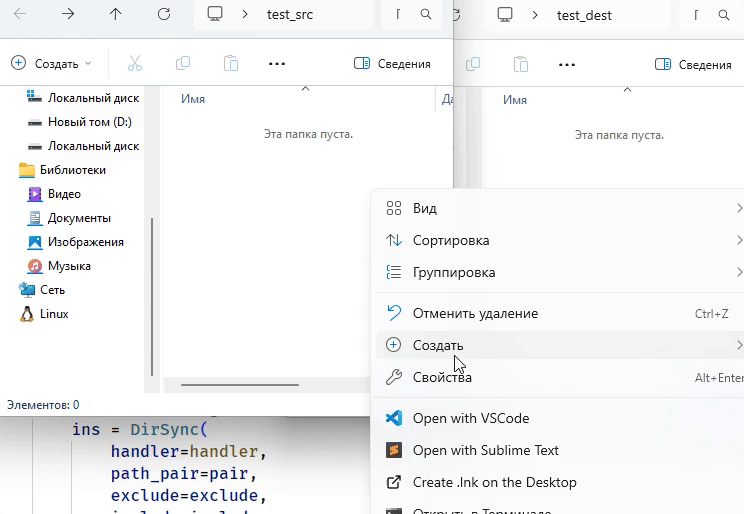 test_src
test_dest
Создать
Сведения
Сведения
Имя
Имя
Эта папка пуста.
Эта папка пуста.
Локальный диск
Новый том (D:)
Локальный диск
Библиотеки
Видео
Документы
Изображения
Музыка
Сеть
Linux
Элементов: 0
Вид
Сортировка
Группировка
Отменить удаление Ctrl+Z
Создать
Свойства Alt+Enter
Open with VSCode
Open with Sublime Text
Create .lnk on the Desktop
Открыть в Терминале
ins = DirSync(
handler=handler,
path_pair=pair,
exclude=exclude,